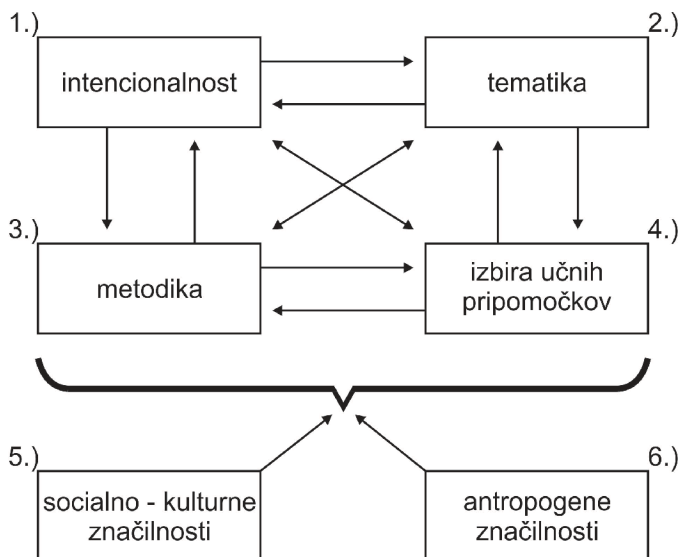 1.)
intencionalnost
2.)
tematika
3.)
metodika
4.)
izbira učnih
pripomočkov
5.)
socialno - kulturne
značilnosti
6.)
antropogene
značilnosti